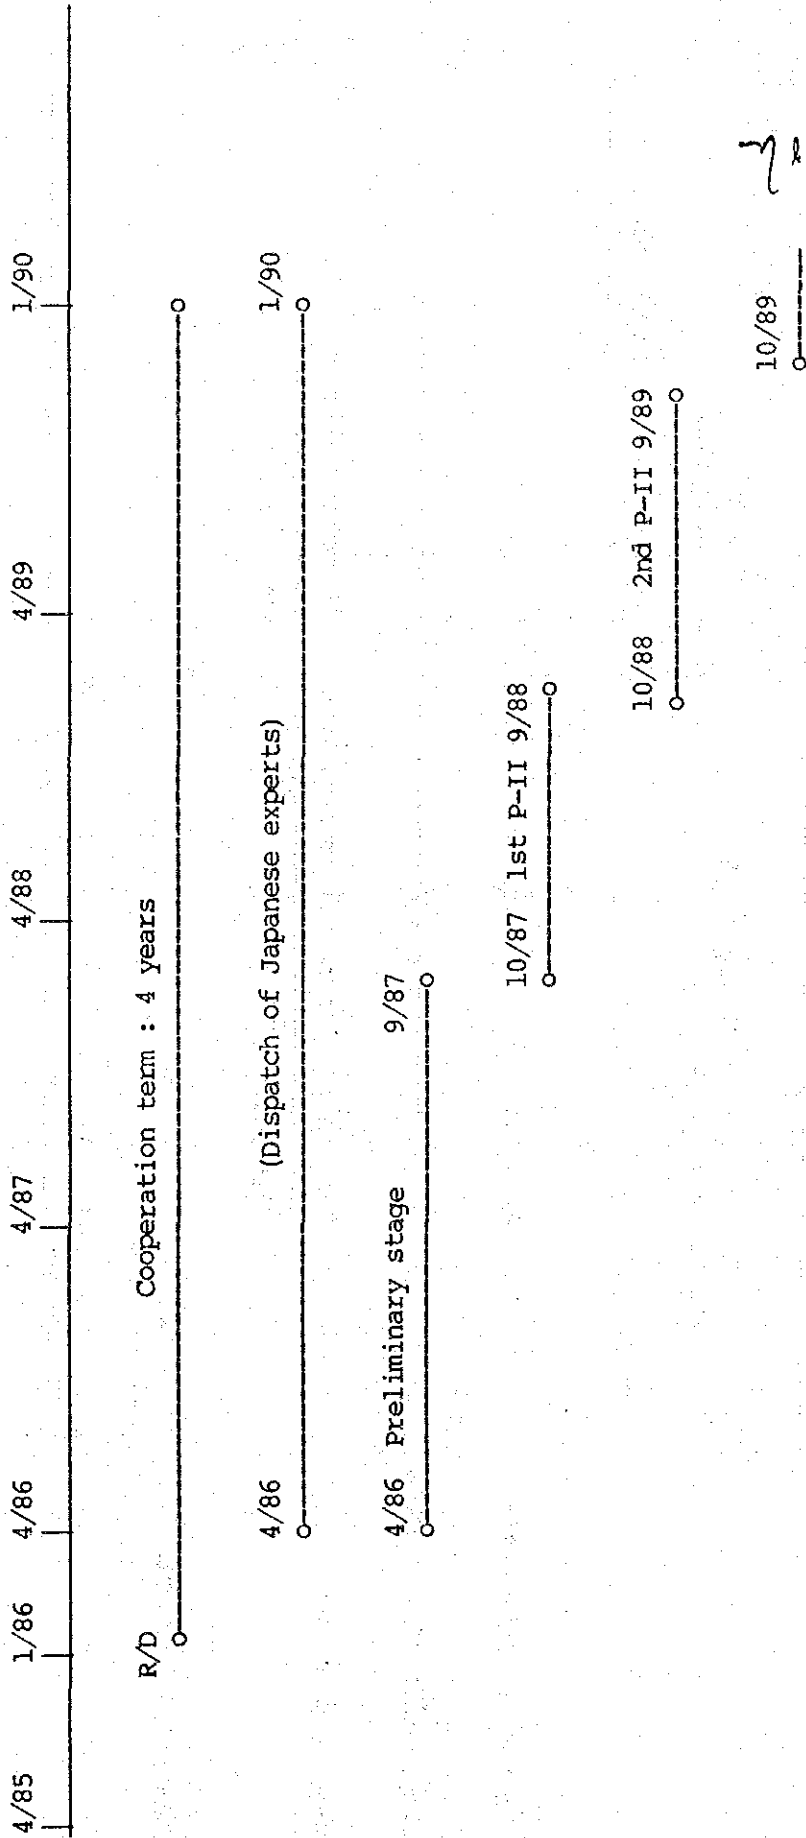 4/85 1/86 4/86 4/87 4/88 4/89 1/90
R/D Cooperation term : 4 years
4/86 (Dispatch of Japanese experts) 1/90
4/86 Preliminary stage 9/87
10/87 1st P-II 9/88
10/88 2nd P-II 9/89
10/89